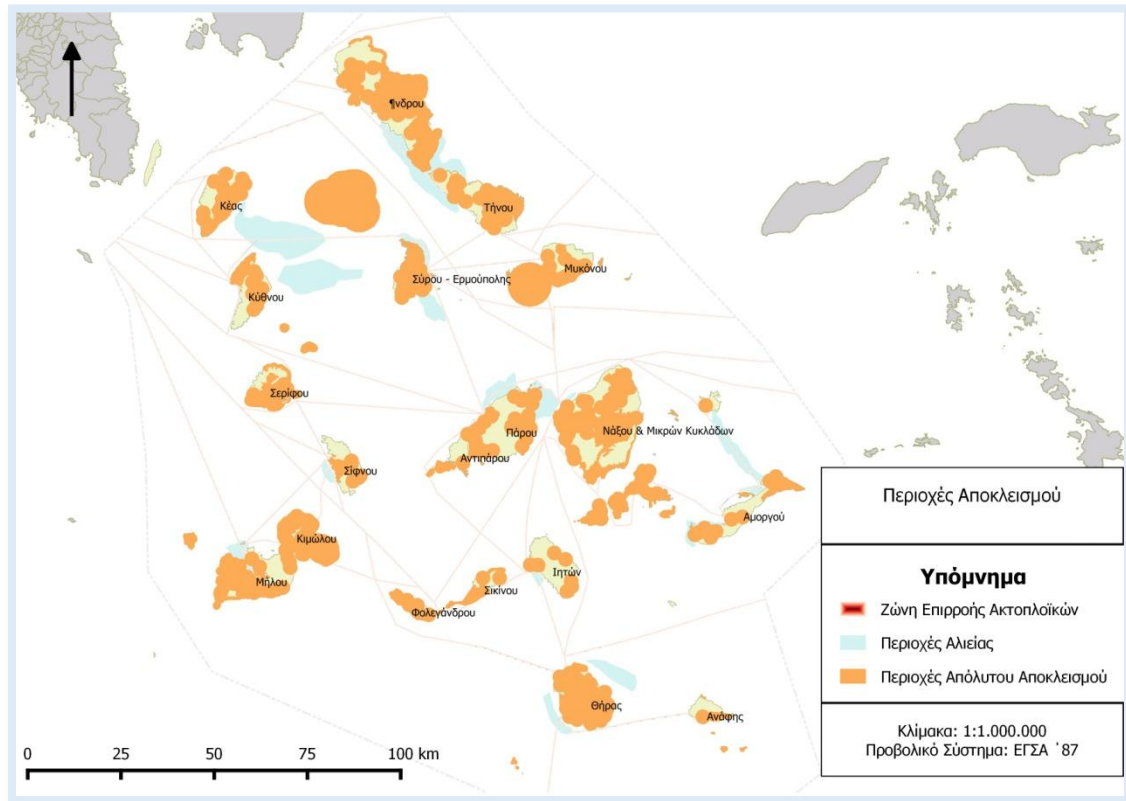 ¶νδρου
Κέας
Τήνου
Σύρου - Ερμούπολης
Μυκόνου
Κύθνου
Σερίφου
Πάρου
Νάξου & Μικρών Κυκλάδων
Αντιπάρου
Σίφνου
Αμοργού
Κιμώλου
Μήλου
Ιητών
Σικίνου
Φολεγάνδρου
Θήρας
Ανάφης
0 25 50 75 100 km
Περιοχές Αποκλεισμού
Υπόμνημα
Ζώνη Επιρροής Ακτοπλοϊκών
Περιοχές Αλιείας
Περιοχές Απόλυτου Αποκλεισμού
Κλίμακα: 1:1.000.000
Προβολικό Σύστημα: ΕΓΣΑ ΄87